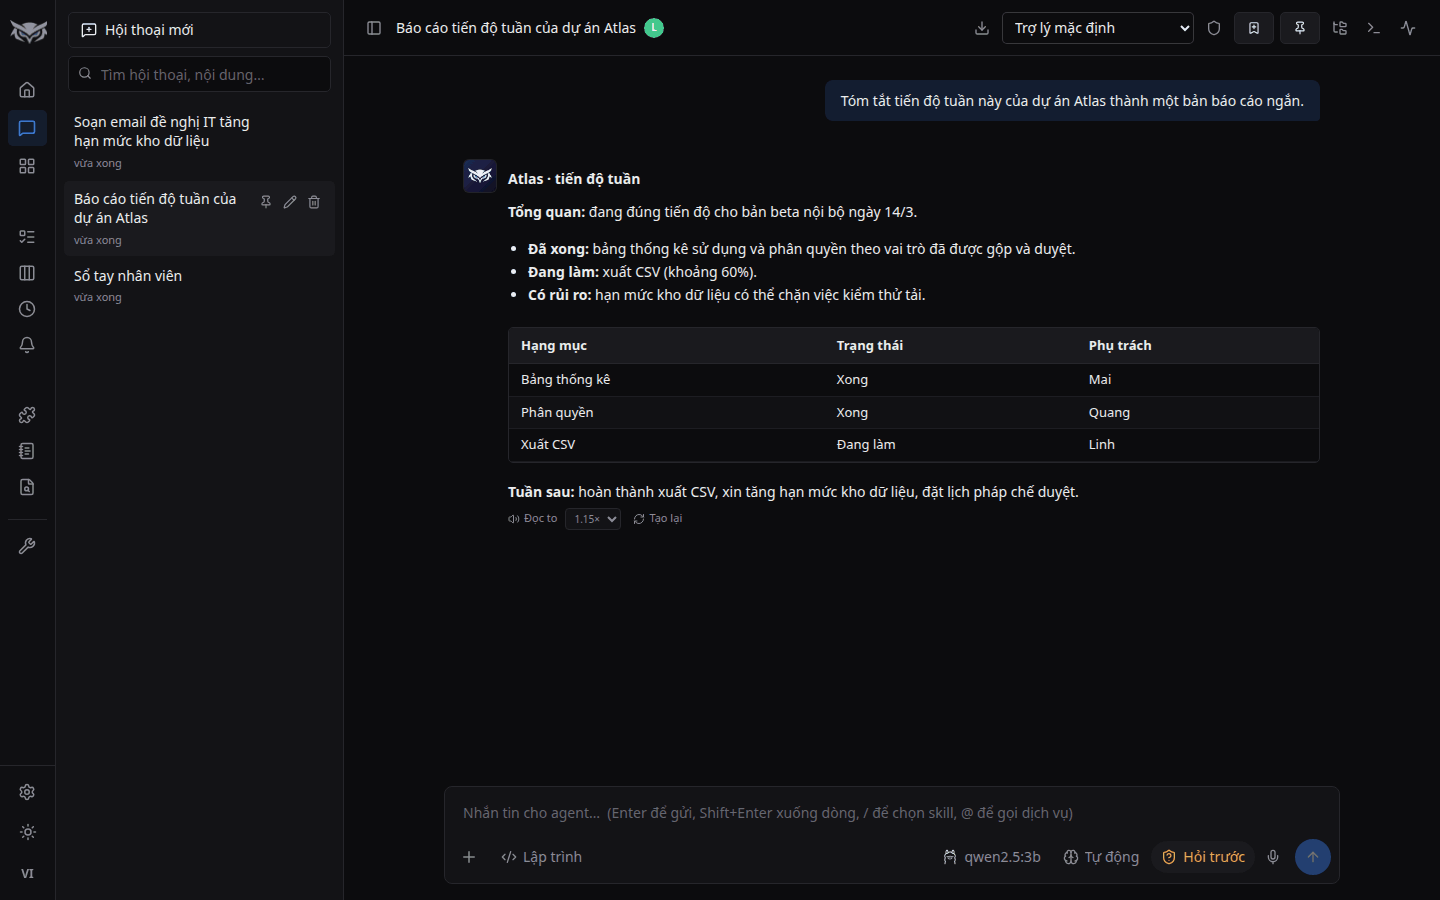 Hội thoại mới
Tìm hội thoại, nội dung...
Soạn email đề nghị IT tăng
hạn mức kho dữ liệu
vừa xong
Báo cáo tiến độ tuần của
dự án Atlas
vừa xong
Sổ tay nhân viên
vừa xong
VI
Báo cáo tiến độ tuần của dự án Atlas L
Trợ lý mặc định
Tóm tắt tiến độ tuần này của dự án Atlas thành một bản báo cáo ngắn.
Atlas · tiến độ tuần
Tổng quan: đang đúng tiến độ cho bản beta nội bộ ngày 14/3.
• Đã xong: bảng thống kê sử dụng và phân quyền theo vai trò đã được gộp và duyệt.
• Đang làm: xuất CSV (khoảng 60%).
• Có rủi ro: hạn mức kho dữ liệu có thể chặn việc kiểm thử tải.
Hạng mục Trạng thái Phụ trách
Bảng thống kê Xong Mai
Phân quyền Xong Quang
Xuất CSV Đang làm Linh
Tuần sau: hoàn thành xuất CSV, xin tăng hạn mức kho dữ liệu, đặt lịch pháp chế duyệt.
Đọc to 1.15× Tạo lại
Nhắn tin cho agent... (Enter để gửi, Shift+Enter xuống dòng, / để chọn skill, @ để gọi dịch vụ)
Lập trình qwen2.5:3b Tự động Hỏi trước